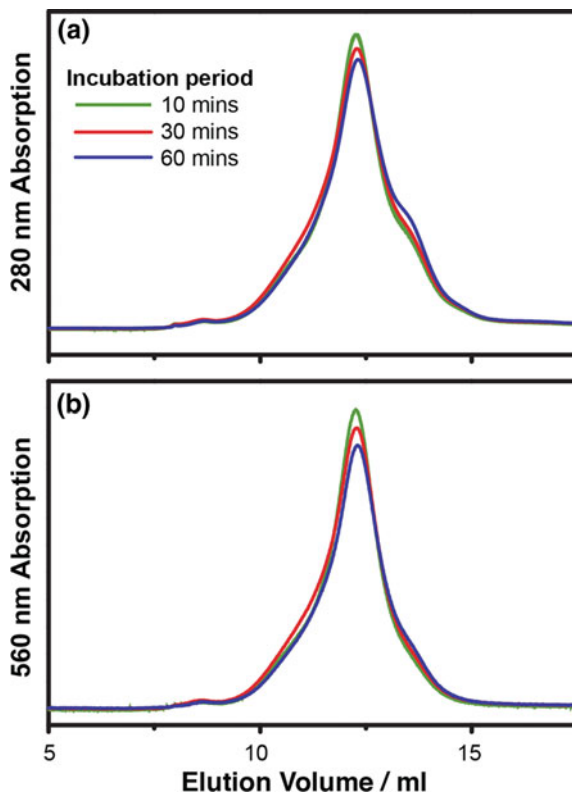 (a)
Incubation period
10 mins
30 mins
60 mins
280 nm Absorption
(b)
560 nm Absorption
5
10
15
Elution Volume / ml